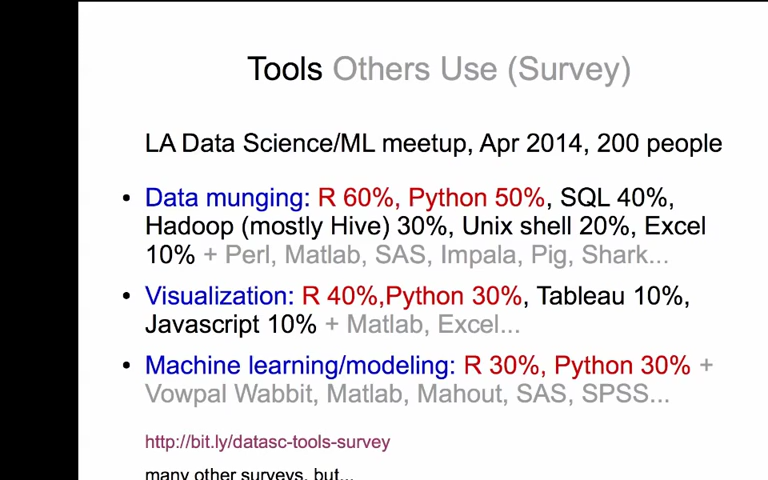 Tools Others Use (Survey)
LA Data Science/ML meetup, Apr 2014, 200 people
• Data munging: R 60%, Python 50%, SQL 40%,
Hadoop (mostly Hive) 30%, Unix shell 20%, Excel
10% + Perl, Matlab, SAS, Impala, Pig, Shark...
• Visualization: R 40%,Python 30%, Tableau 10%,
Javascript 10% + Matlab, Excel...
• Machine learning/modeling: R 30%, Python 30% +
Vowpal Wabbit, Matlab, Mahout, SAS, SPSS...
http://bit.ly/datasc-tools-survey
many other surveys, but...